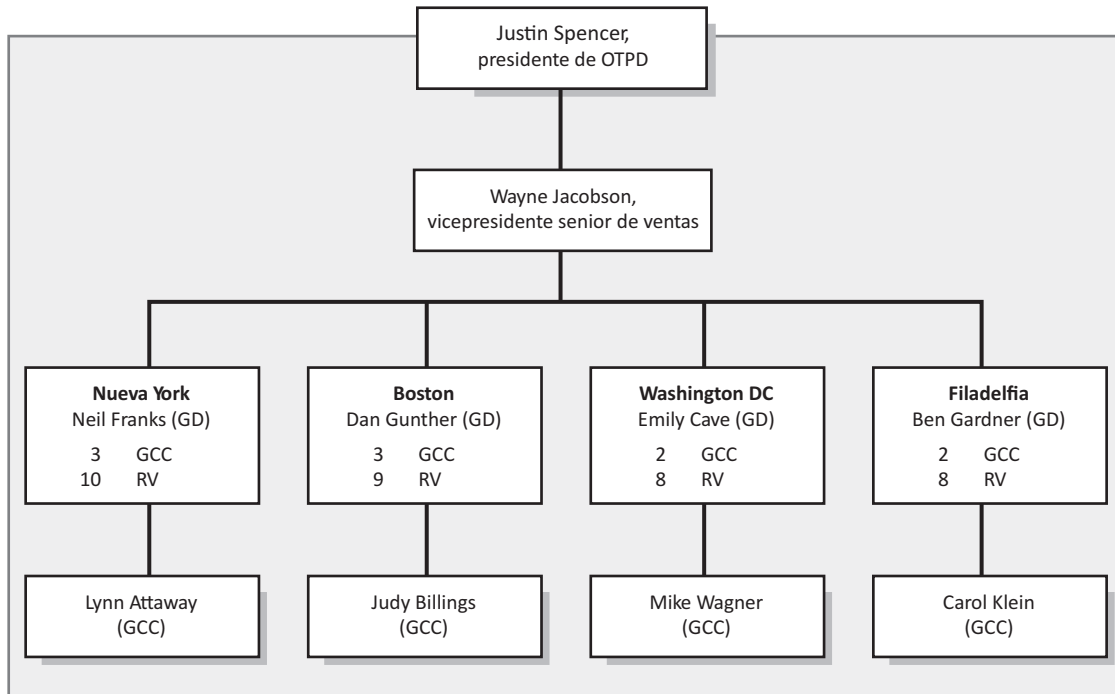 Justin Spencer,
presidente de OTPD
Wayne Jacobson,
vicepresidente senior de ventas
Nueva York
Neil Franks (GD)
3 GCC
10 RV
Boston
Dan Gunther (GD)
3 GCC
9 RV
Washington DC
Emily Cave (GD)
2 GCC
8 RV
Filadelfia
Ben Gardner (GD)
2 GCC
8 RV
Lynn Attaway
(GCC)
Judy Billings
(GCC)
Mike Wagner
(GCC)
Carol Klein
(GCC)